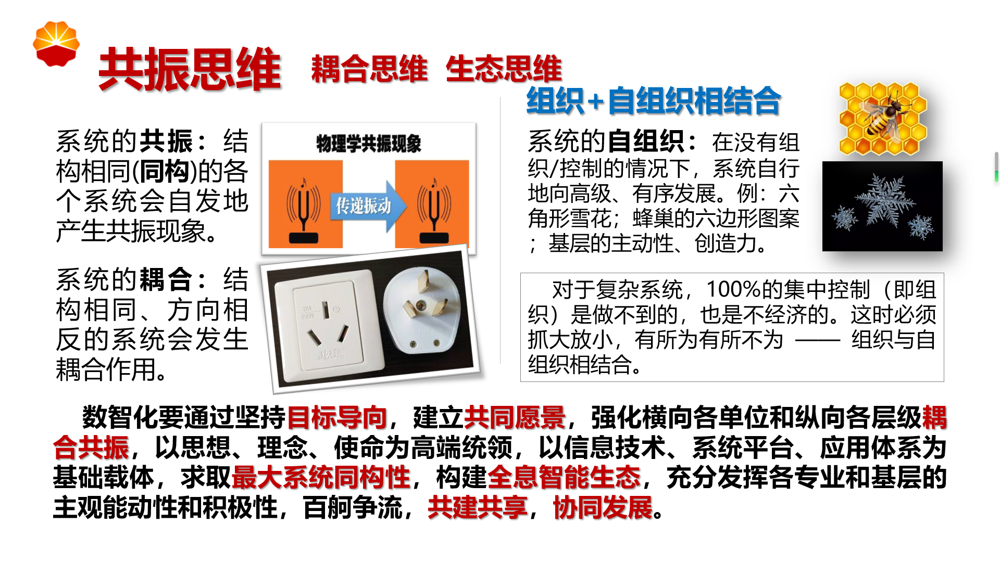 共振思维 耦合思维 生态思维
系统的共振：结
构相同(同构)的各
个系统会自发地
产生共振现象。
物理学共振现象
传递振动
系统的耦合：结
构相同、方向相
反的系统会发生
耦合作用。
32A
250V
组织+自组织相结合
系统的自组织：在没有组
织/控制的情况下，系统自行
地向高级、有序发展。例：六
角形雪花；蜂巢的六边形图案
；基层的主动性、创造力。
对于复杂系统，100%的集中控制（即组
织）是做不到的，也是不经济的。这时必须
抓大放小，有所为有所不为 —— 组织与自
组织相结合。
数智化要通过坚持目标导向，建立共同愿景，强化横向各单位和纵向各层级耦
合共振，以思想、理念、使命为高端统领，以信息技术、系统平台、应用体系为
基础载体，求取最大系统同构性，构建全息智能生态，充分发挥各专业和基层的
主观能动性和积极性，百舸争流，共建共享，协同发展。